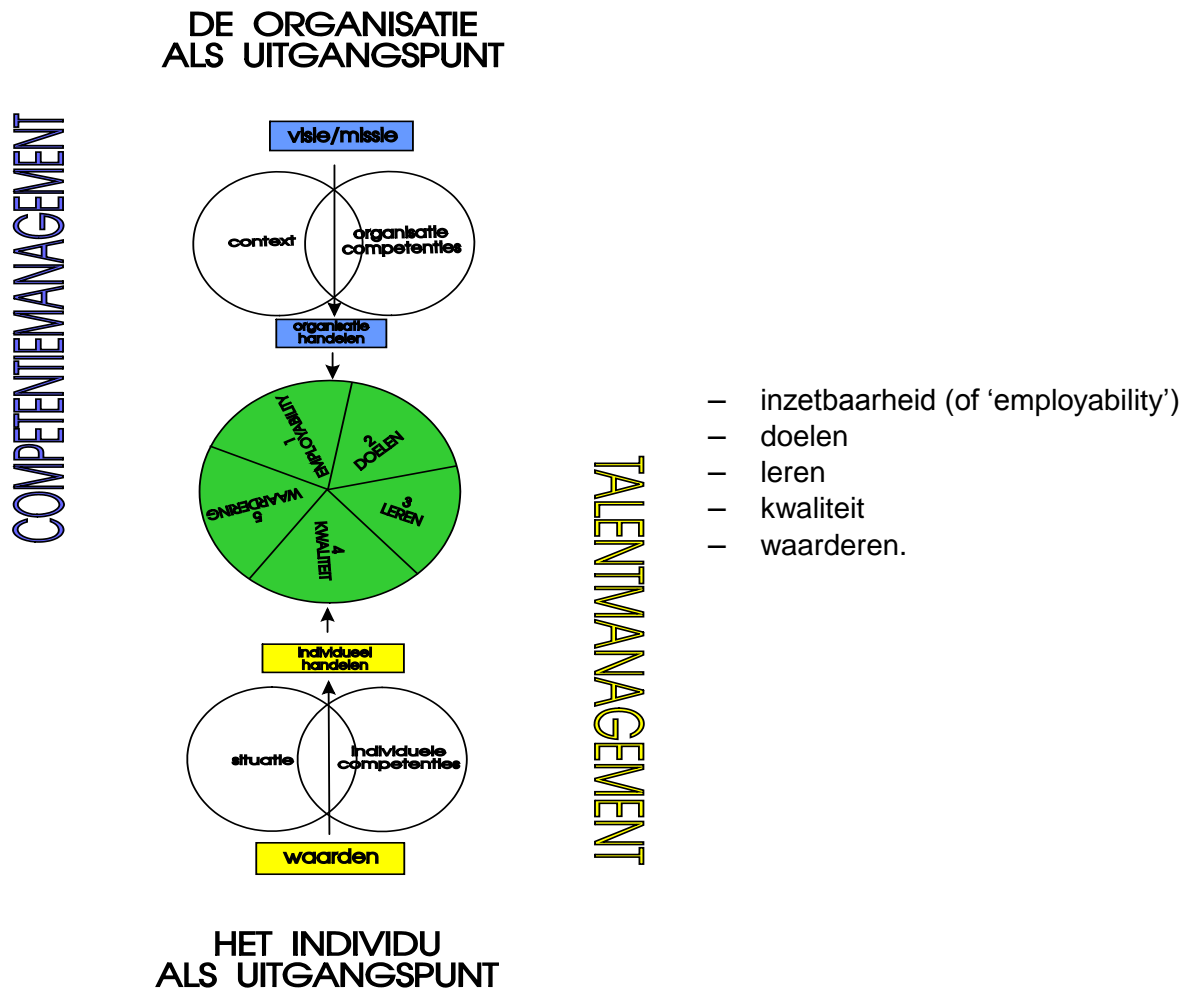 DE ORGANISATIE
ALS UITGANGSPUNT
COMPETENTIEMANAGEMENT
visie/missie
context
organisatie
competenties
organisatie
handelen
1
EMPLOYABILITY
2
DOELEN
3
LEREN
4
KWALITEIT
5
WAARDERING
individueel
handelen
situatie
individuele
competenties
waarden
HET INDIVIDU
ALS UITGANGSPUNT
TALENTMANAGEMENT
– inzetbaarheid (of ‘employability’)
– doelen
– leren
– kwaliteit
– waarderen.